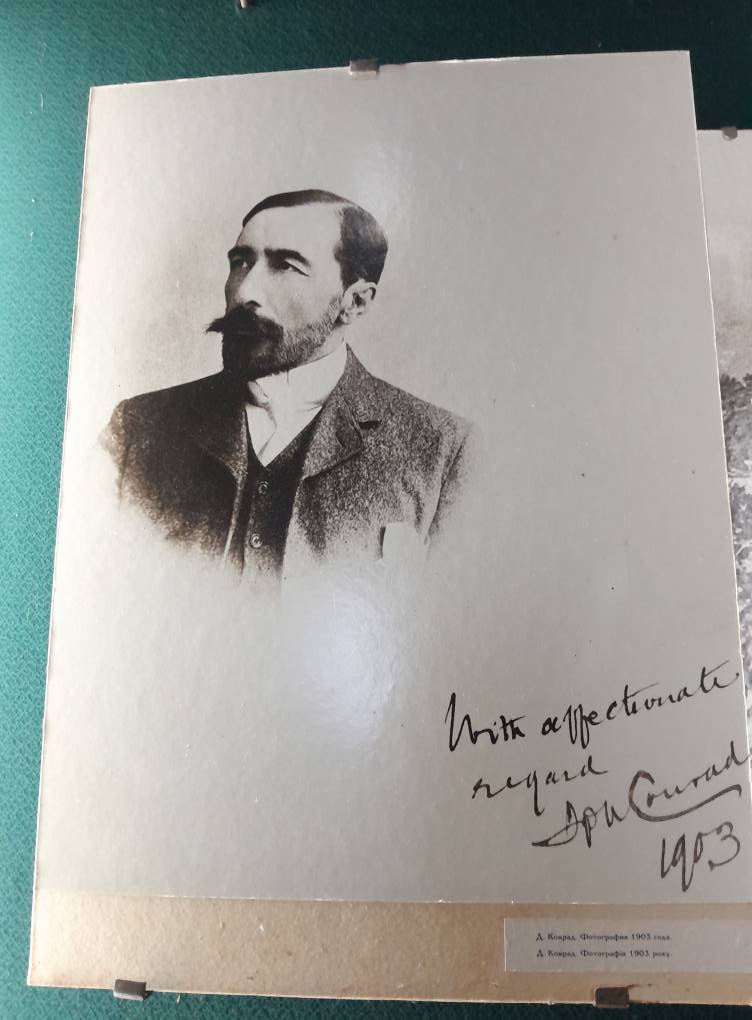 With affectionate
regard
Jph Conrad
1903
Д. Конрад. Фотография 1903 года.
Д. Конрад. Фотографія 1903 року.